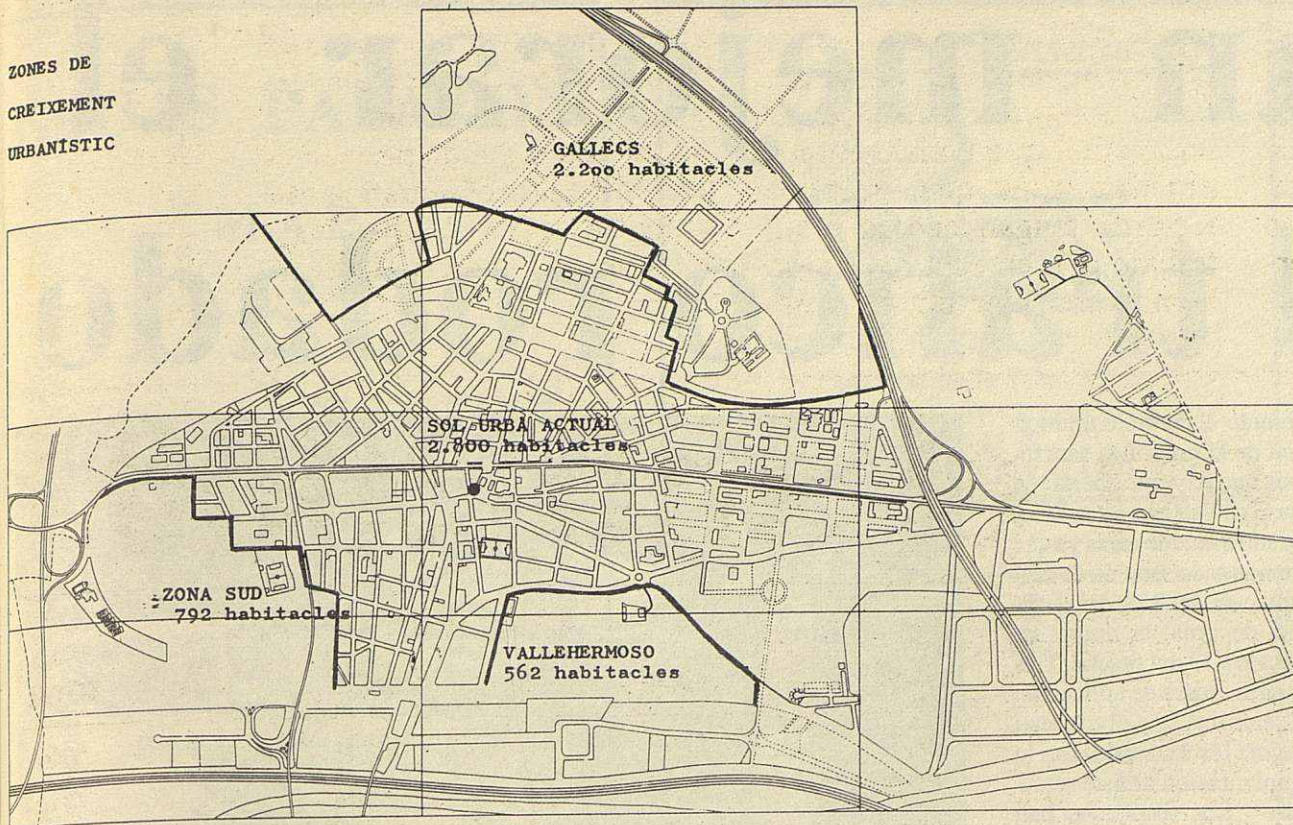 ZONES DE
CREIXEMENT
URBANÍSTIC
GALLECS
2.2oo habitacles
SOL URBÀ ACTUAL
2.800 habitacles
ZONA SUD
792 habitacles
VALLEHERMOSO
562 habitacles